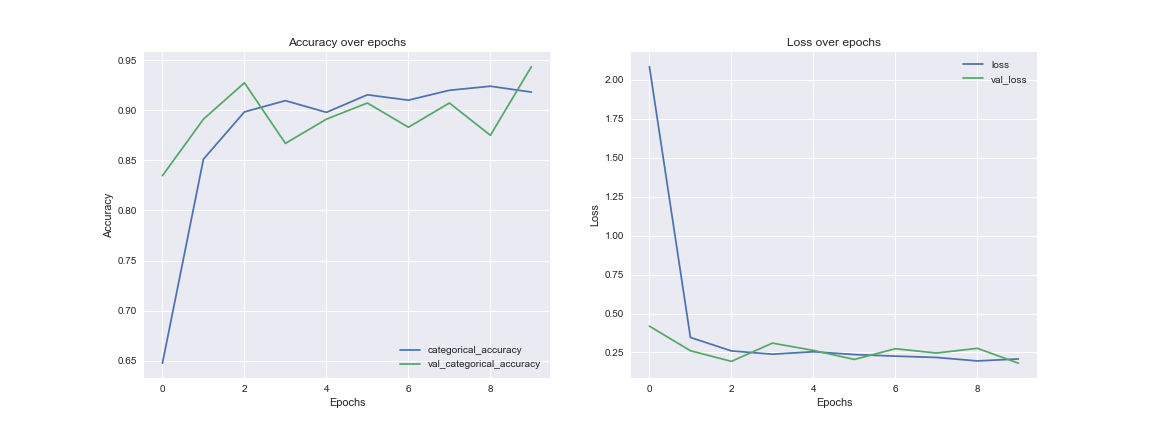 Accuracy over epochs
0.95
0.90
0.85
0.80
0.75
0.70
0.65
Accuracy
0
2
4
6
8
Epochs
categorical_accuracy
val_categorical_accuracy
Loss over epochs
2.00
1.75
1.50
1.25
1.00
0.75
0.50
0.25
Loss
0
2
4
6
8
Epochs
loss
val_loss